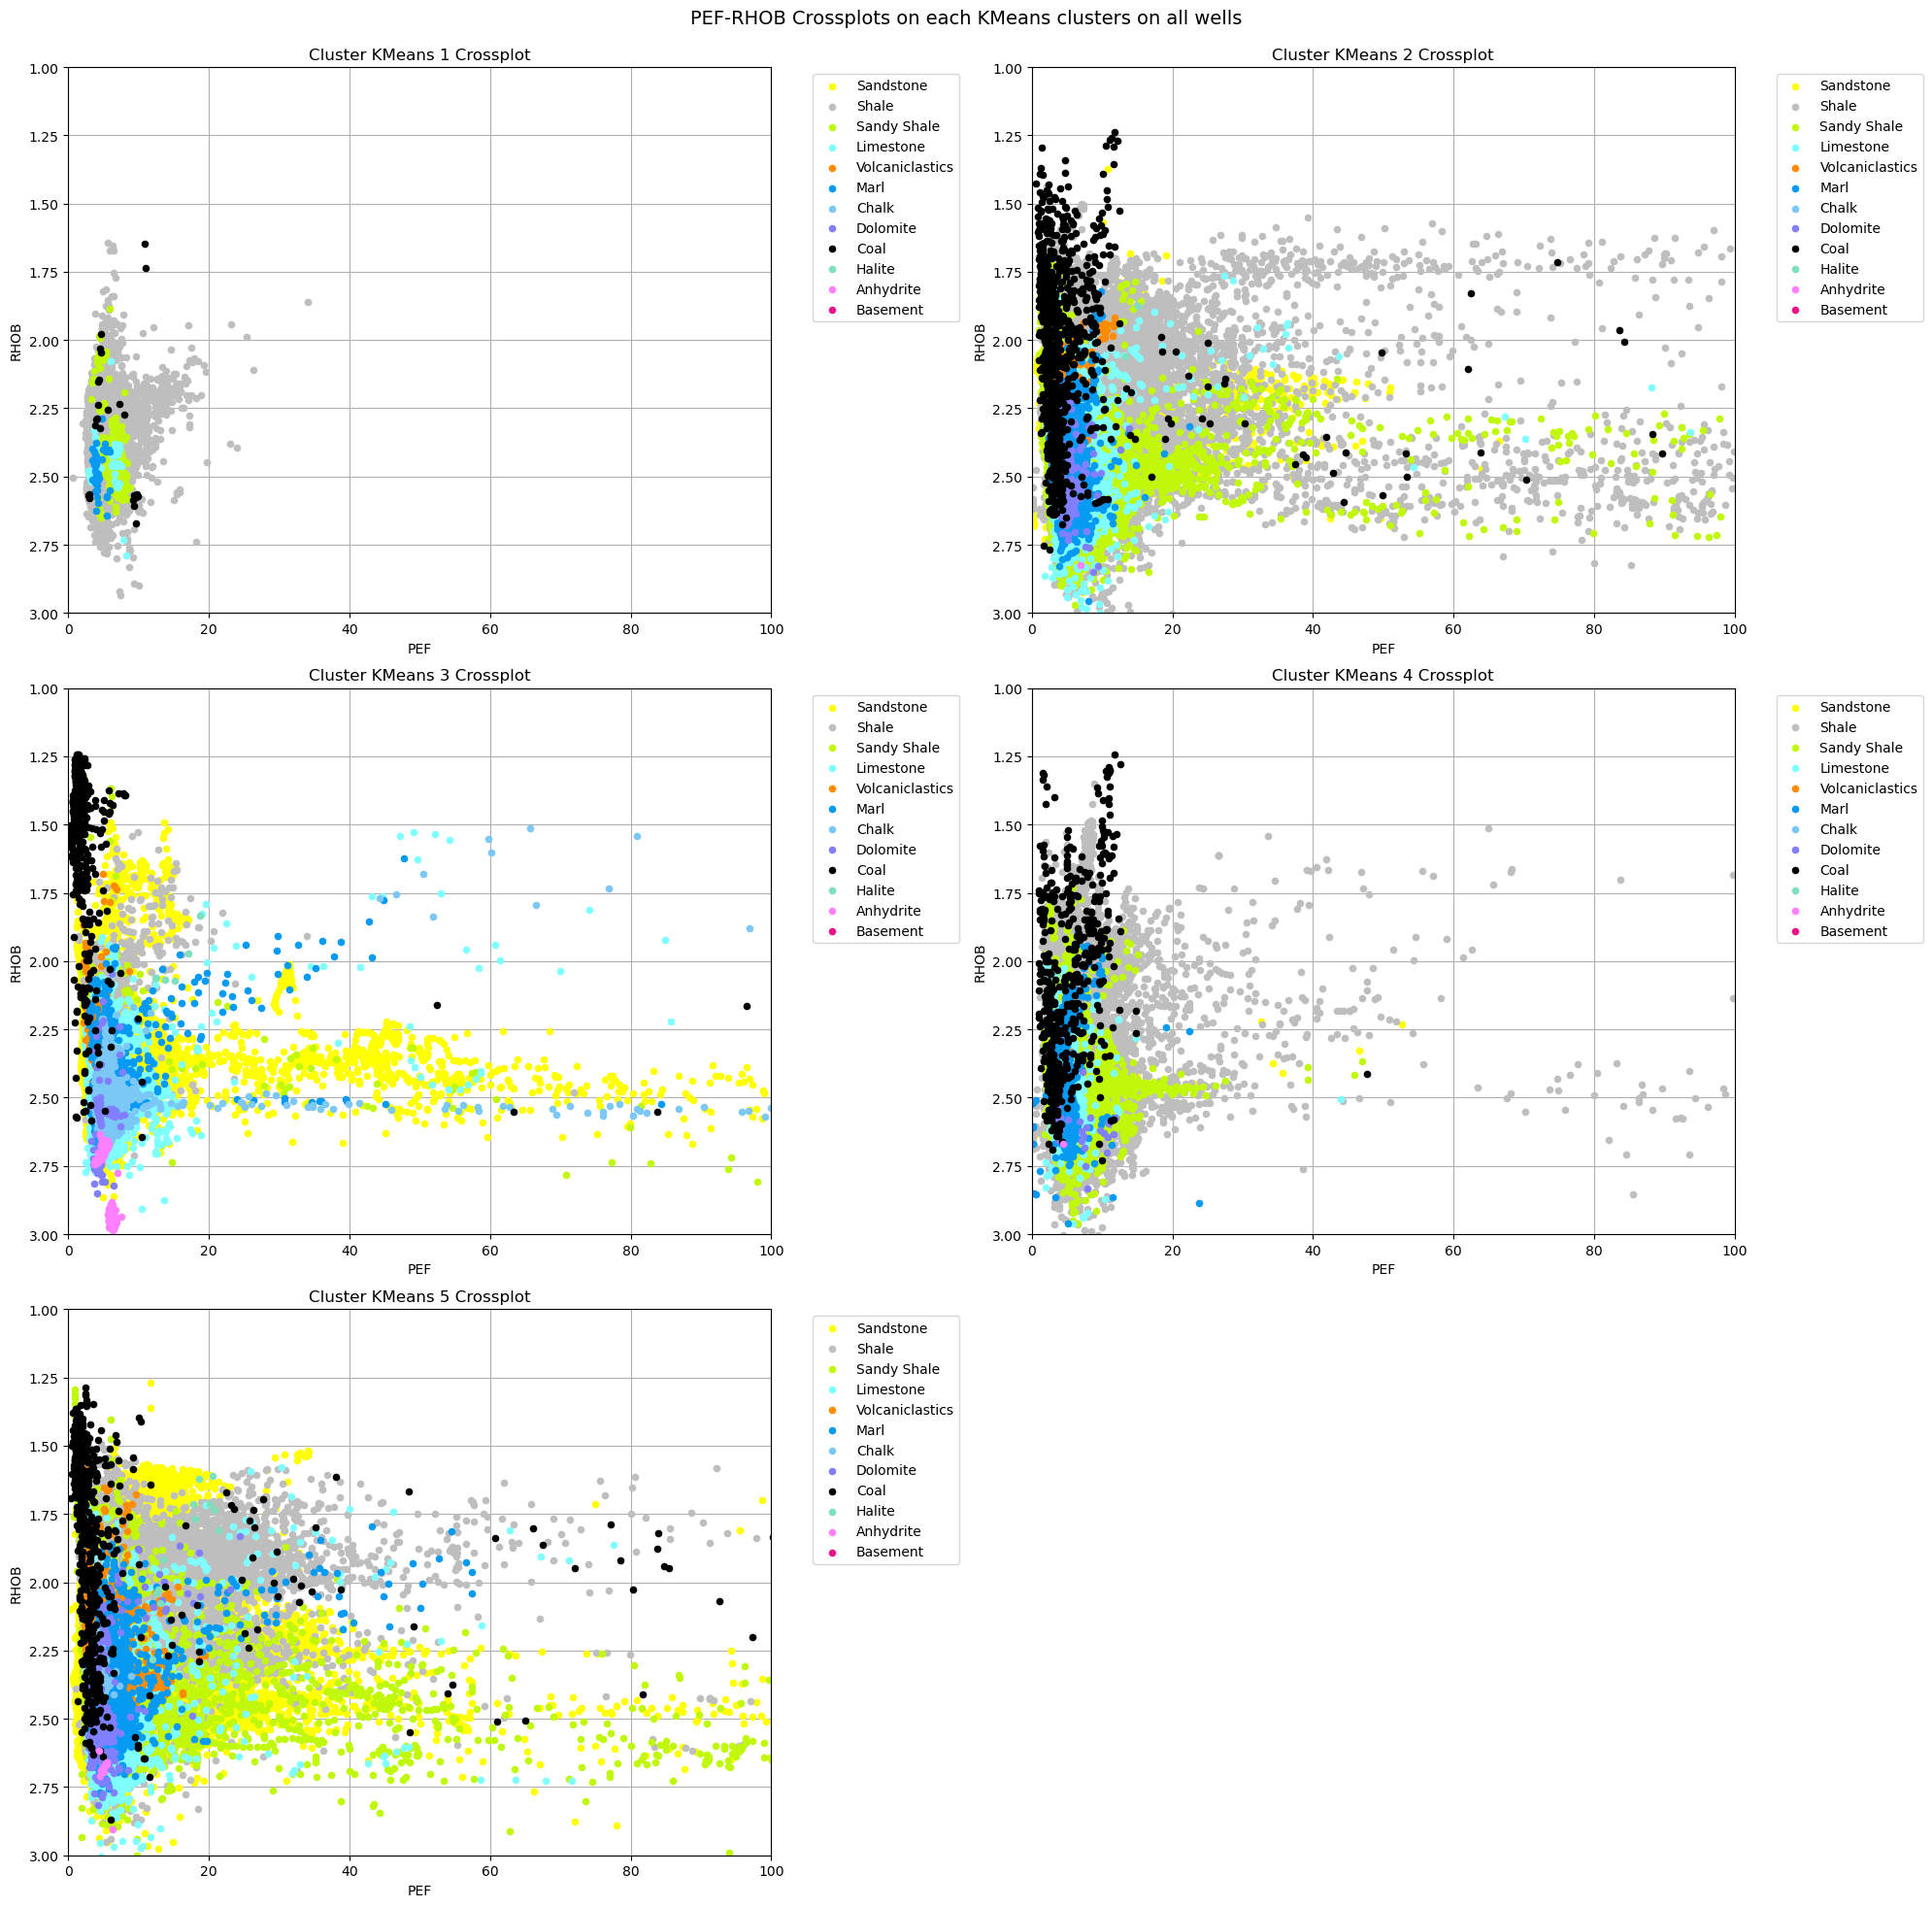 PEF-RHOB Crossplots on each KMeans clusters on all wells
Cluster KMeans 1 Crossplot
1.00
1.25
1.50
1.75
2.00
2.25
2.50
2.75
3.00
RHOB
0 20 40 60 80 100
PEF
Sandstone
Shale
Sandy Shale
Limestone
Volcaniclastics
Marl
Chalk
Dolomite
Coal
Halite
Anhydrite
Basement
Cluster KMeans 2 Crossplot
1.00
1.25
1.50
1.75
2.00
2.25
2.50
2.75
3.00
RHOB
0 20 40 60 80 100
PEF
Sandstone
Shale
Sandy Shale
Limestone
Volcaniclastics
Marl
Chalk
Dolomite
Coal
Halite
Anhydrite
Basement
Cluster KMeans 3 Crossplot
1.00
1.25
1.50
1.75
2.00
2.25
2.50
2.75
3.00
RHOB
0 20 40 60 80 100
PEF
Sandstone
Shale
Sandy Shale
Limestone
Volcaniclastics
Marl
Chalk
Dolomite
Coal
Halite
Anhydrite
Basement
Cluster KMeans 4 Crossplot
1.00
1.25
1.50
1.75
2.00
2.25
2.50
2.75
3.00
RHOB
0 20 40 60 80 100
PEF
Sandstone
Shale
Sandy Shale
Limestone
Volcaniclastics
Marl
Chalk
Dolomite
Coal
Halite
Anhydrite
Basement
Cluster KMeans 5 Crossplot
1.00
1.25
1.50
1.75
2.00
2.25
2.50
2.75
3.00
RHOB
0 20 40 60 80 100
PEF
Sandstone
Shale
Sandy Shale
Limestone
Volcaniclastics
Marl
Chalk
Dolomite
Coal
Halite
Anhydrite
Basement